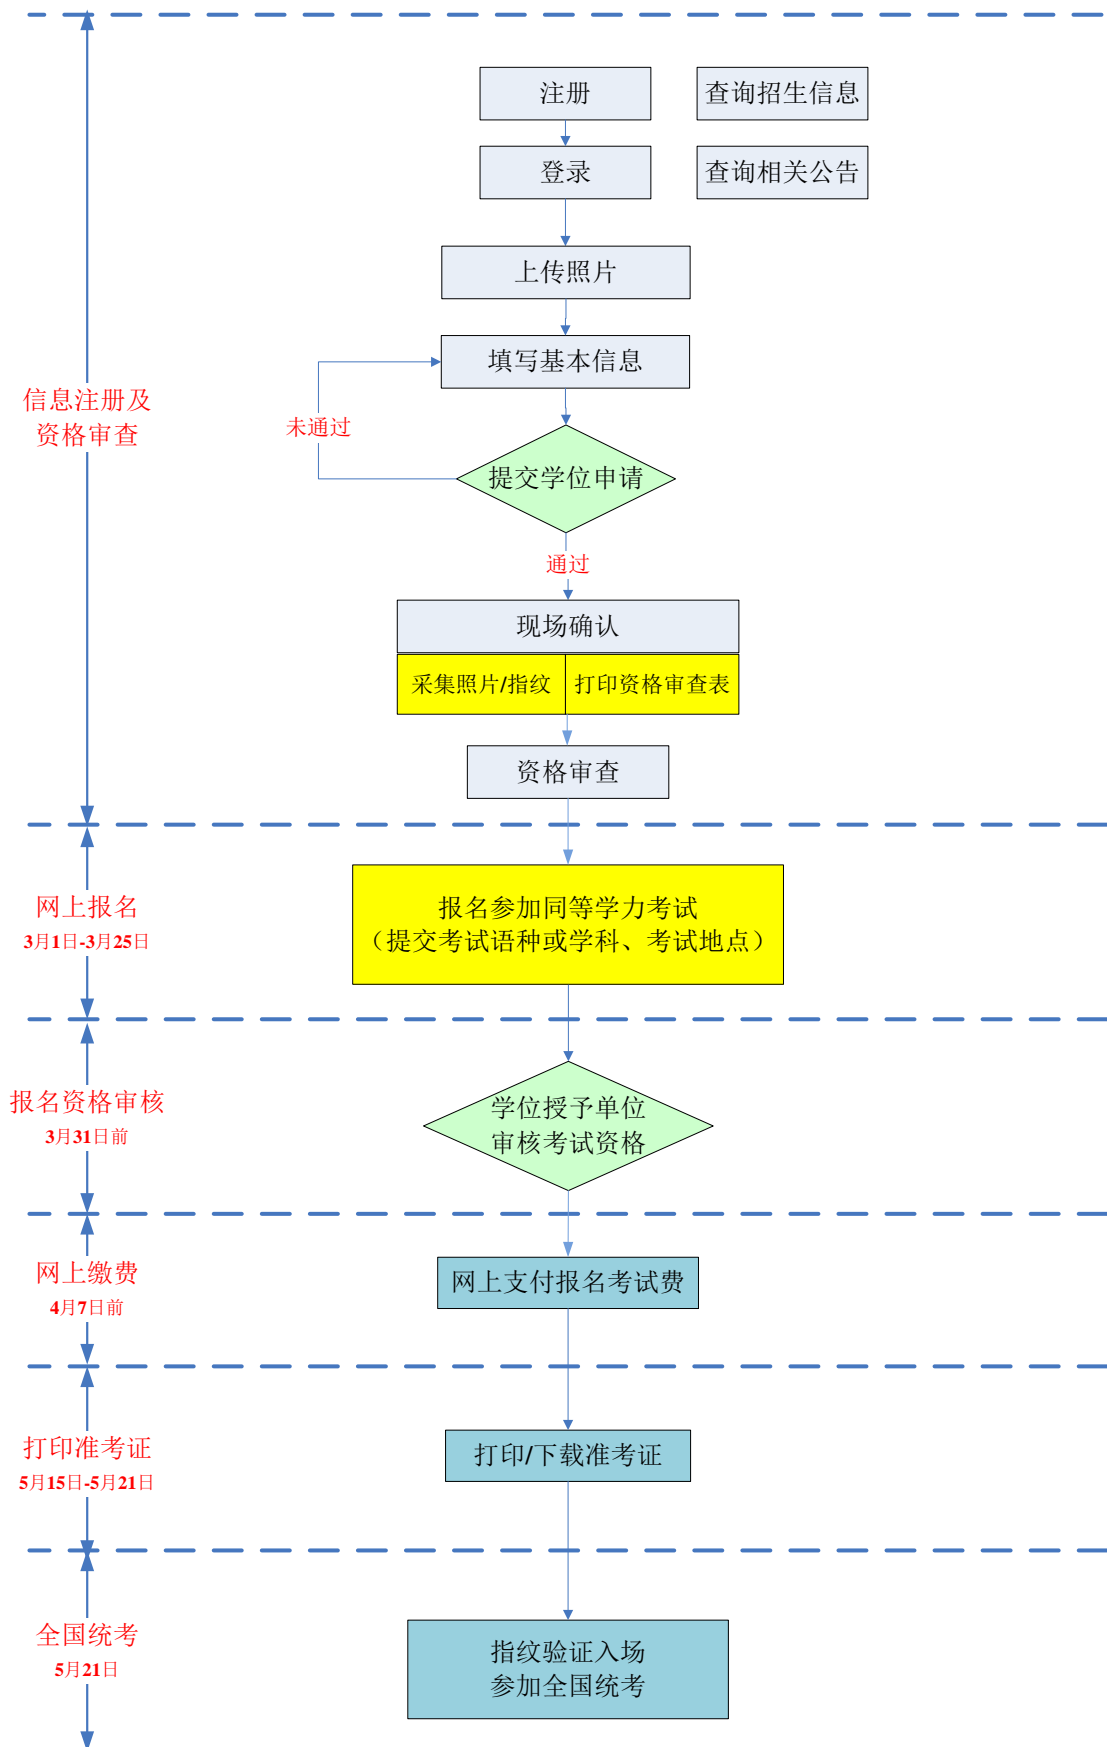 注册
查询招生信息
登录
查询相关公告
上传照片
填写基本信息
信息注册及
资格审查
未通过
提交学位申请
通过
现场确认
采集照片/指纹
打印资格审查表
资格审查
网上报名
3月1日-3月25日
报名参加同等学力考试
（提交考试语种或学科、考试地点）
报名资格审核
3月31日前
学位授予单位
审核考试资格
网上缴费
4月7日前
网上支付报名考试费
打印准考证
5月15日-5月21日
打印/下载准考证
全国统考
5月21日
指纹验证入场
参加全国统考